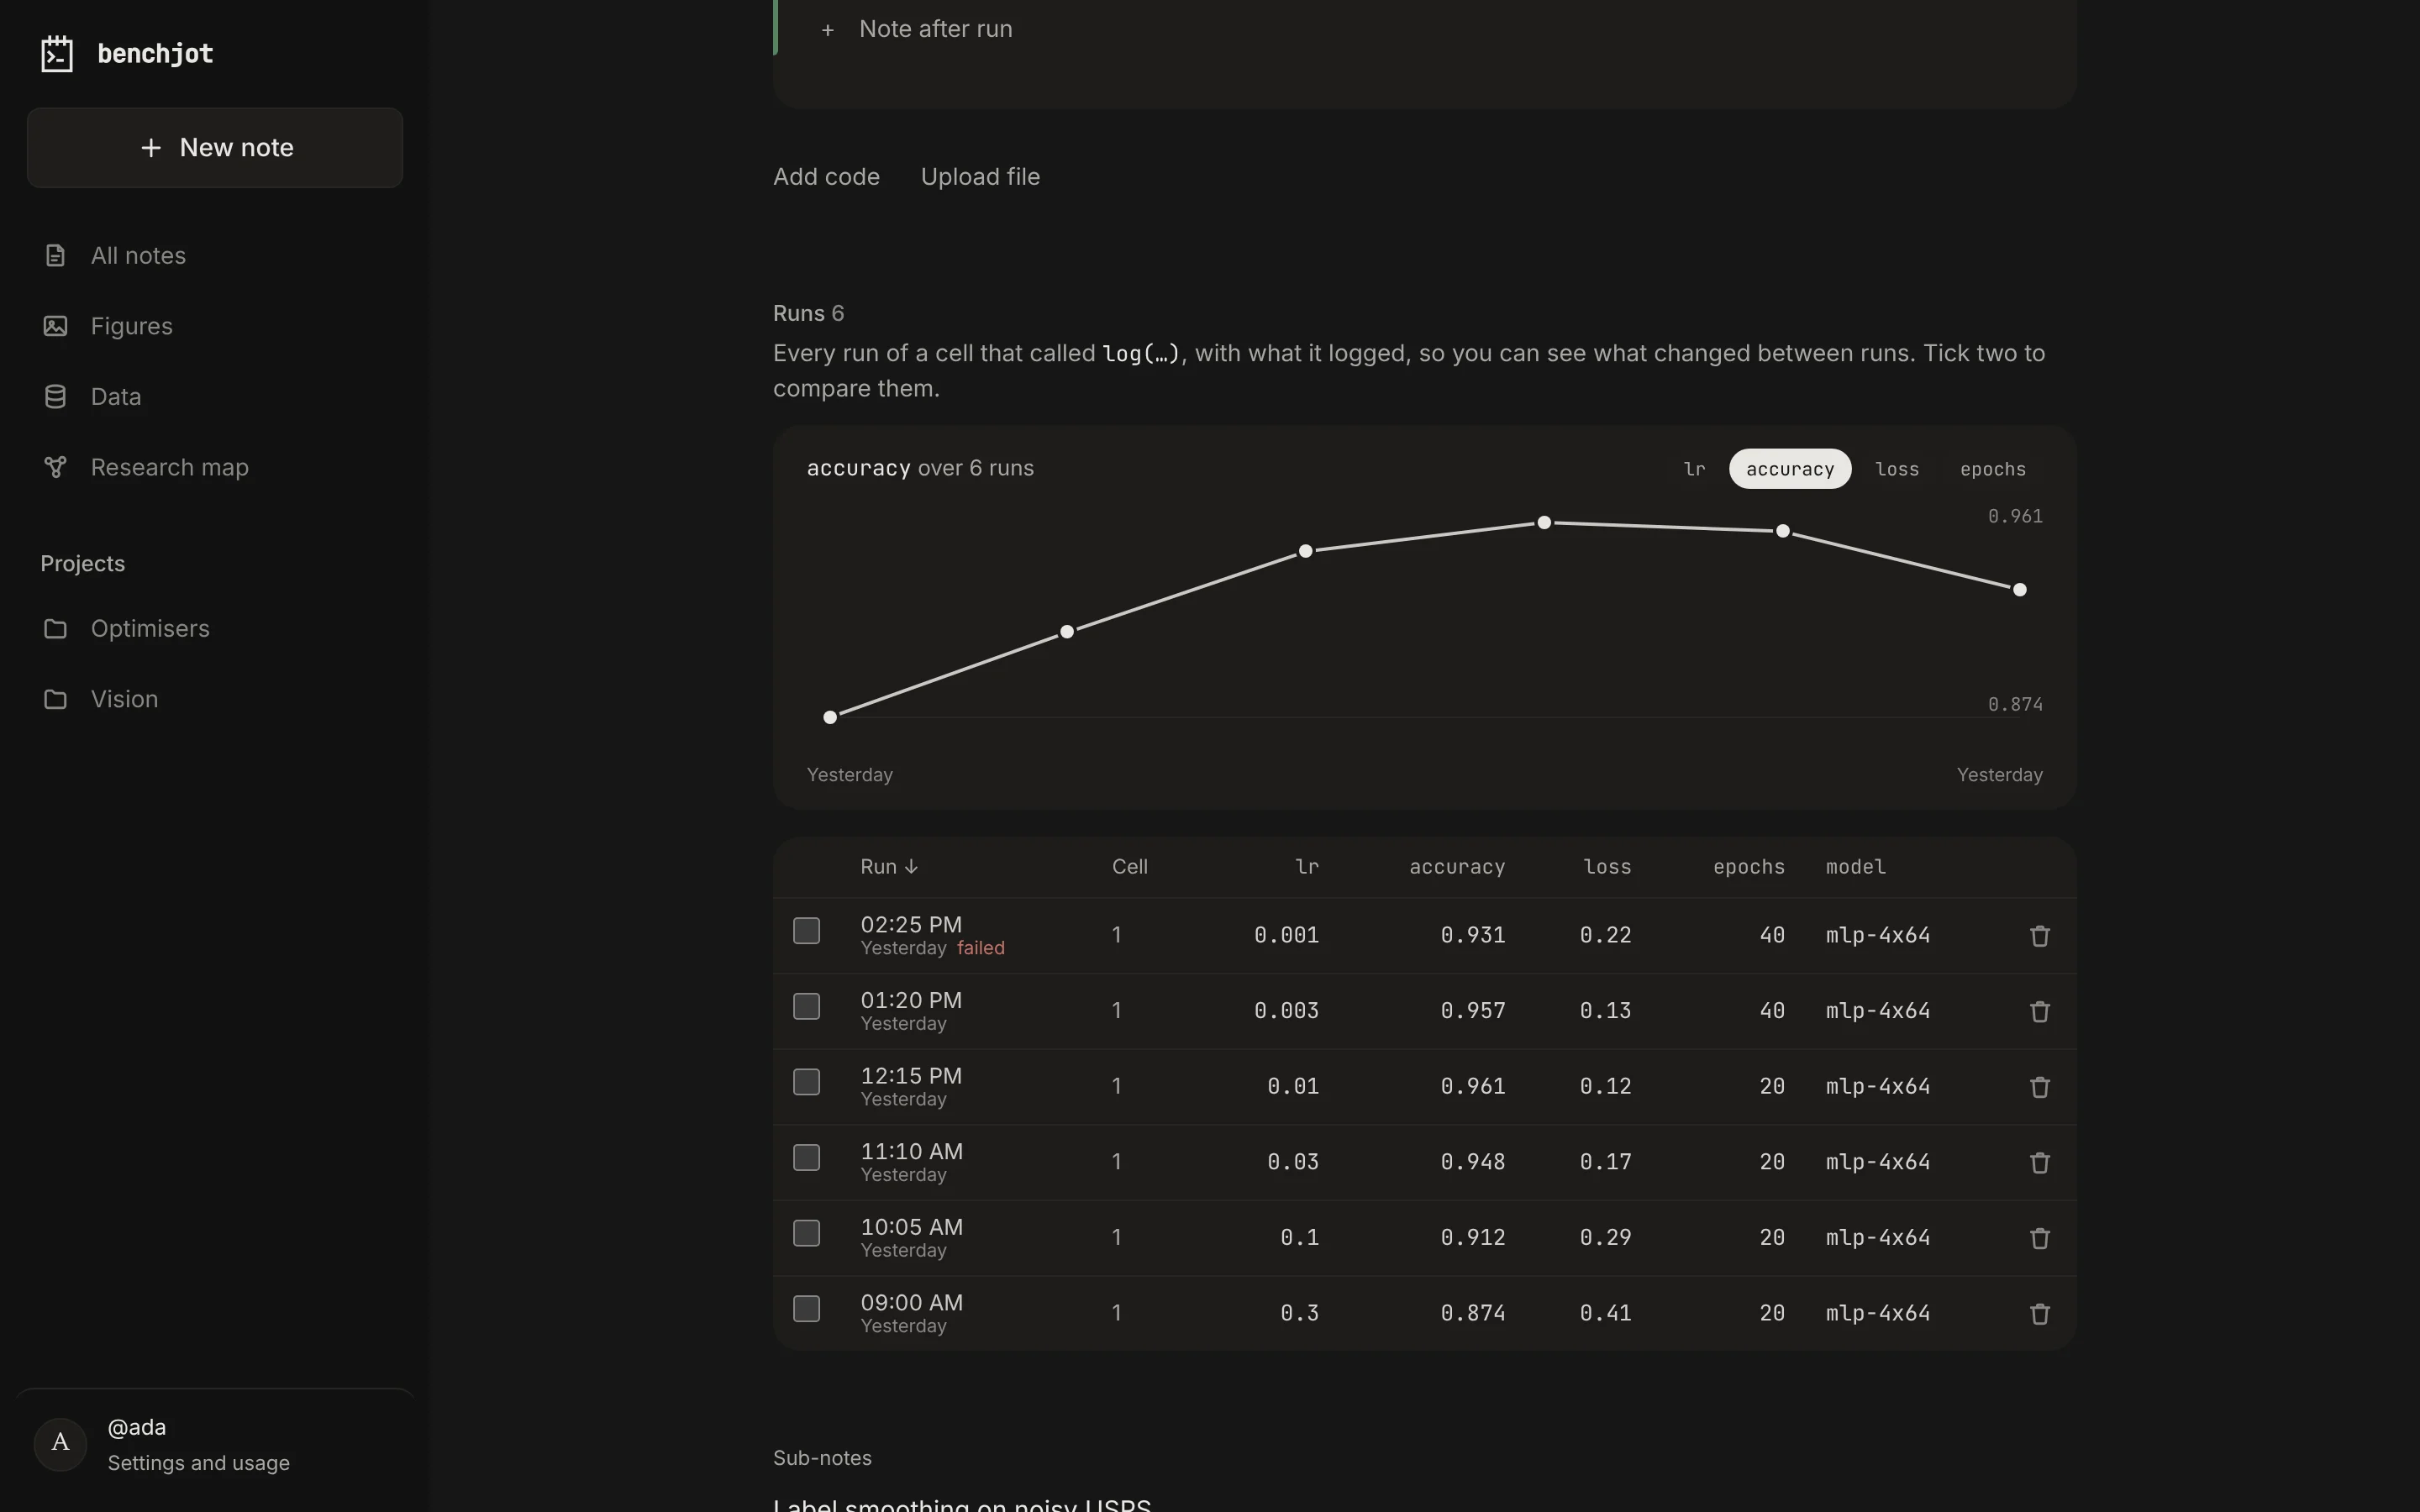 benchjot
+ New note
All notes
Figures
Data
Research map
Projects
Optimisers
Vision
A
@ada
Settings and usage
+ Note after run
Add code Upload file
Runs 6
Every run of a cell that called log(…), with what it logged, so you can see what changed between runs. Tick two to
compare them.
accuracy over 6 runs lr accuracy loss epochs
0.961
0.874
Yesterday Yesterday
Run ↓ Cell lr accuracy loss epochs model
02:25 PM 1 0.001 0.931 0.22 40 mlp-4x64
Yesterday failed
01:20 PM 1 0.003 0.957 0.13 40 mlp-4x64
Yesterday
12:15 PM 1 0.01 0.961 0.12 20 mlp-4x64
Yesterday
11:10 AM 1 0.03 0.948 0.17 20 mlp-4x64
Yesterday
10:05 AM 1 0.1 0.912 0.29 20 mlp-4x64
Yesterday
09:00 AM 1 0.3 0.874 0.41 20 mlp-4x64
Yesterday
Sub-notes
Label smoothing on noisy USPS